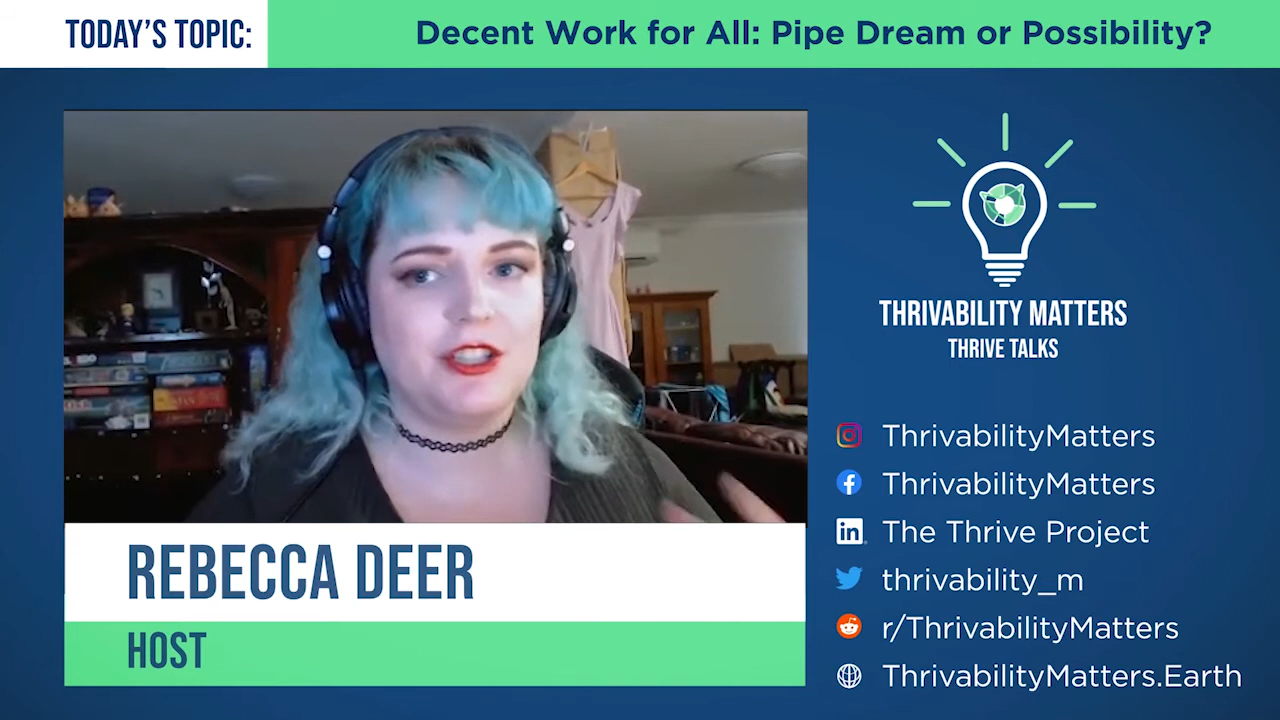 TODAY'S TOPIC:
Decent Work for All: Pipe Dream or Possibility?
THRIVABILITY MATTERS
THRIVE TALKS
REBECCA DEER
HOST
ThrivabilityMatters
ThrivabilityMatters
in The Thrive Project
thrivability_m
r/ThrivabilityMatters
ThrivabilityMatters.Earth